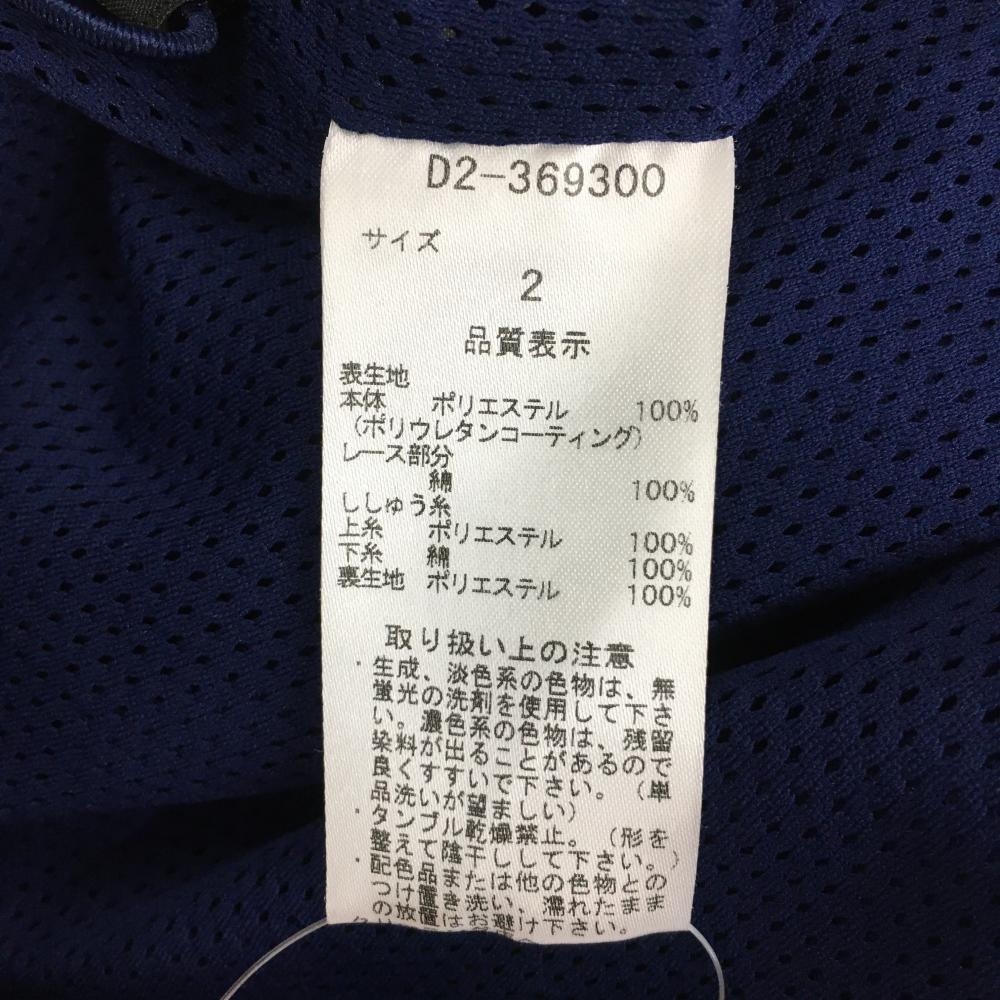 D2-369300
サイズ
2
品質表示
表生地
本体 ポリエステル 100%
(ポリウレタンコーティング)
レース部分
綿 100%
ししゅう糸
上糸 ポリエステル 100%
下糸 綿 100%
裏生地 ポリエステル 100%
取り扱い上の注意
・生成、淡色系の色物は、無
蛍光の洗剤を使用して下さ
い。濃色系の色物は、残留
染料が出ることがあるので
良くすすいで下さい。(単
品洗いが望ましい)
・タンブル乾燥禁止。(形を
整えて陰干しして下さい。)
・配色品または他の色物との
つけ置き洗い、濡れたまま
の放置はお避け下さい。